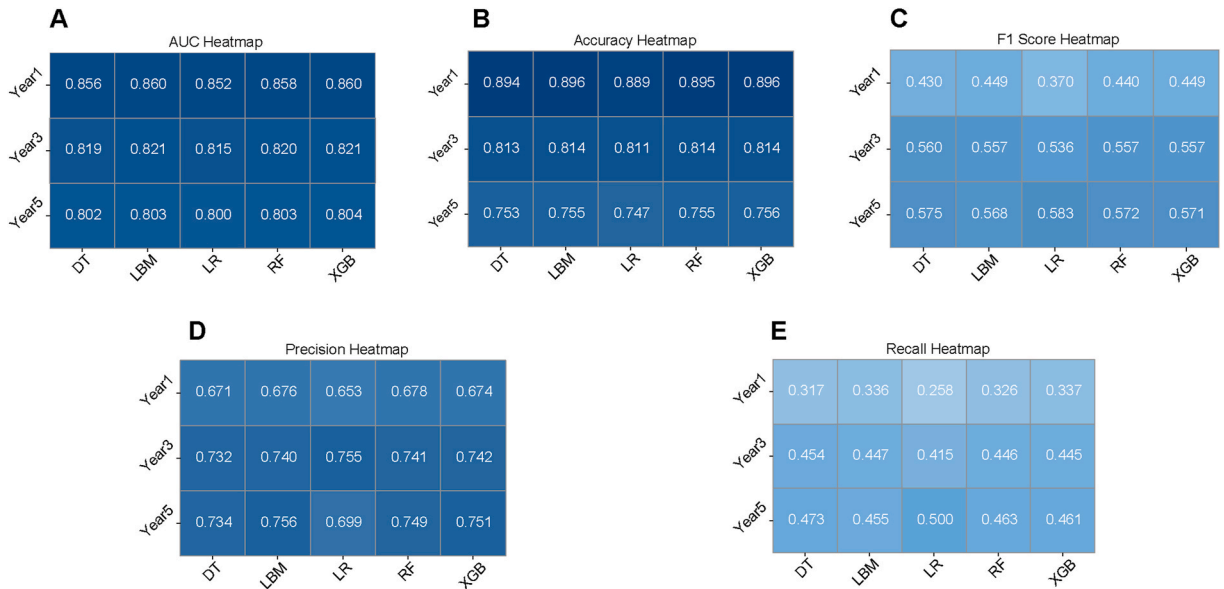 A
AUC Heatmap
Year1 0.856 0.860 0.852 0.858 0.860
Year3 0.819 0.821 0.815 0.820 0.821
Year5 0.802 0.803 0.800 0.803 0.804
DT LBM LR RF XGB
B
Accuracy Heatmap
Year1 0.894 0.896 0.889 0.895 0.896
Year3 0.813 0.814 0.811 0.814 0.814
Year5 0.753 0.755 0.747 0.755 0.756
DT LBM LR RF XGB
C
F1 Score Heatmap
Year1 0.430 0.449 0.370 0.440 0.449
Year3 0.560 0.557 0.536 0.557 0.557
Year5 0.575 0.568 0.583 0.572 0.571
DT LBM LR RF XGB
D
Precision Heatmap
Year1 0.671 0.676 0.653 0.678 0.674
Year3 0.732 0.740 0.755 0.741 0.742
Year5 0.734 0.756 0.699 0.749 0.751
DT LBM LR RF XGB
E
Recall Heatmap
Year1 0.317 0.336 0.258 0.326 0.337
Year3 0.454 0.447 0.415 0.446 0.445
Year5 0.473 0.455 0.500 0.463 0.461
DT LBM LR RF XGB